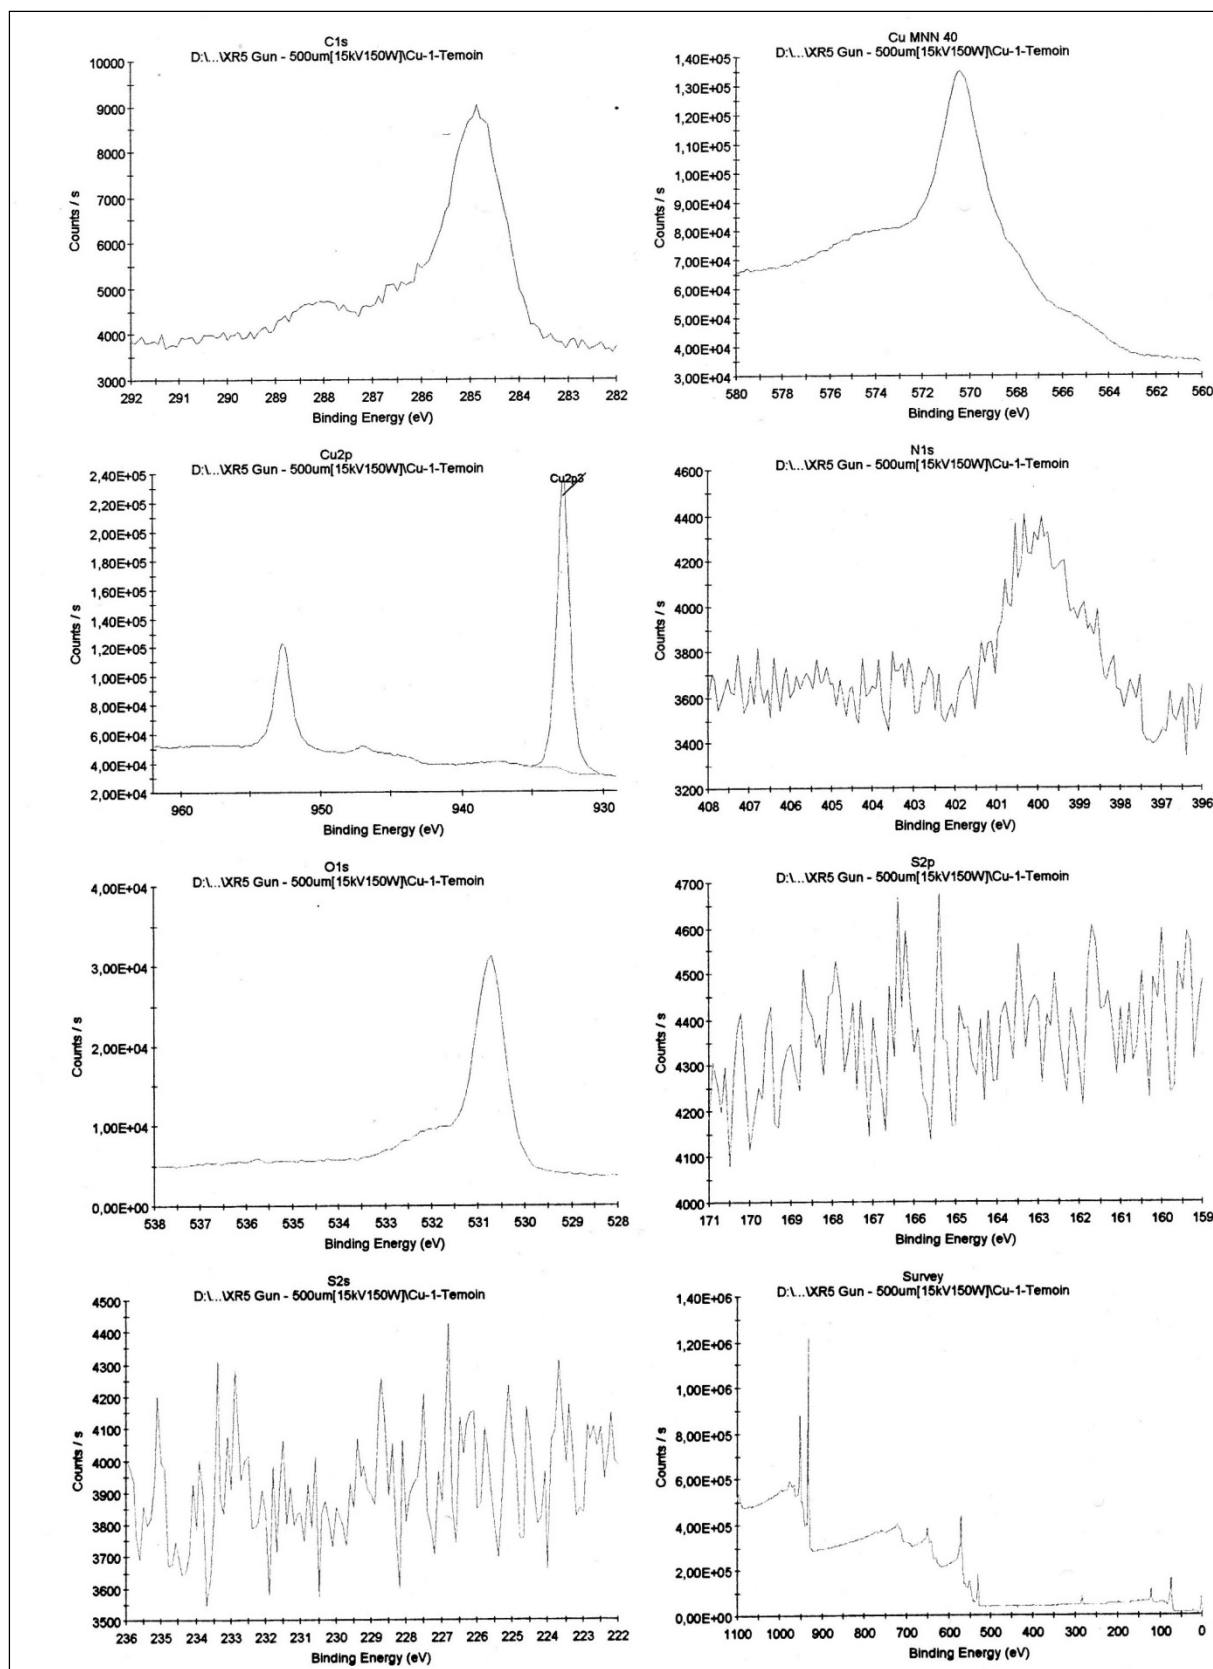 C1s
D:\...\XR5 Gun - 500um[15kV150W]\Cu-1-Temoin
10000
9000
8000
7000
6000
5000
4000
3000
Counts / s
292 291 290 289 288 287 286 285 284 283 282
Binding Energy (eV)
Cu MNN 40
D:\...\XR5 Gun - 500um[15kV150W]\Cu-1-Temoin
1,40E+05
1,35E+05
1,30E+05
1,20E+05
1,10E+05
1,00E+05
9,00E+04
8,00E+04
7,00E+04
6,00E+04
5,00E+04
4,00E+04
3,00E+04
Counts / s
580 578 576 574 572 570 568 566 564 562 560
Binding Energy (eV)
Cu2p
D:\...\XR5 Gun - 500um[15kV150W]\Cu-1-Temoin
Cu2p3
2,40E+05
2,20E+05
2,00E+05
1,80E+05
1,60E+05
1,40E+05
1,20E+05
1,00E+05
8,00E+04
6,00E+04
4,00E+04
2,00E+04
Counts / s
960 950 940 930
Binding Energy (eV)
N1s
D:\...\XR5 Gun - 500um[15kV150W]\Cu-1-Temoin
4600
4400
4200
4000
3800
3600
3400
3200
Counts / s
408 407 406 405 404 403 402 401 400 399 398 397 396
Binding Energy (eV)
O1s
D:\...\XR5 Gun - 500um[15kV150W]\Cu-1-Temoin
4,00E+04
3,00E+04
2,00E+04
1,00E+04
0,00E+00
Counts / s
538 537 536 535 534 533 532 531 530 529 528
Binding Energy (eV)
S2p
D:\...\XR5 Gun - 500um[15kV150W]\Cu-1-Temoin
4700
4600
4500
4400
4300
4200
4100
4000
Counts / s
171 170 169 168 167 166 165 164 163 162 161 160 159
Binding Energy (eV)
S2s
D:\...\XR5 Gun - 500um[15kV150W]\Cu-1-Temoin
4500
4400
4300
4200
4100
4000
3900
3800
3700
3600
3500
Counts / s
236 235 234 233 232 231 230 229 228 227 226 225 224 223 222
Binding Energy (eV)
Survey
D:\...\XR5 Gun - 500um[15kV150W]\Cu-1-Temoin
1,40E+06
1,20E+06
1,00E+06
8,00E+05
6,00E+05
4,00E+05
2,00E+05
0,00E+00
Counts / s
1100 1000 900 800 700 600 500 400 300 200 100 0
Binding Energy (eV)